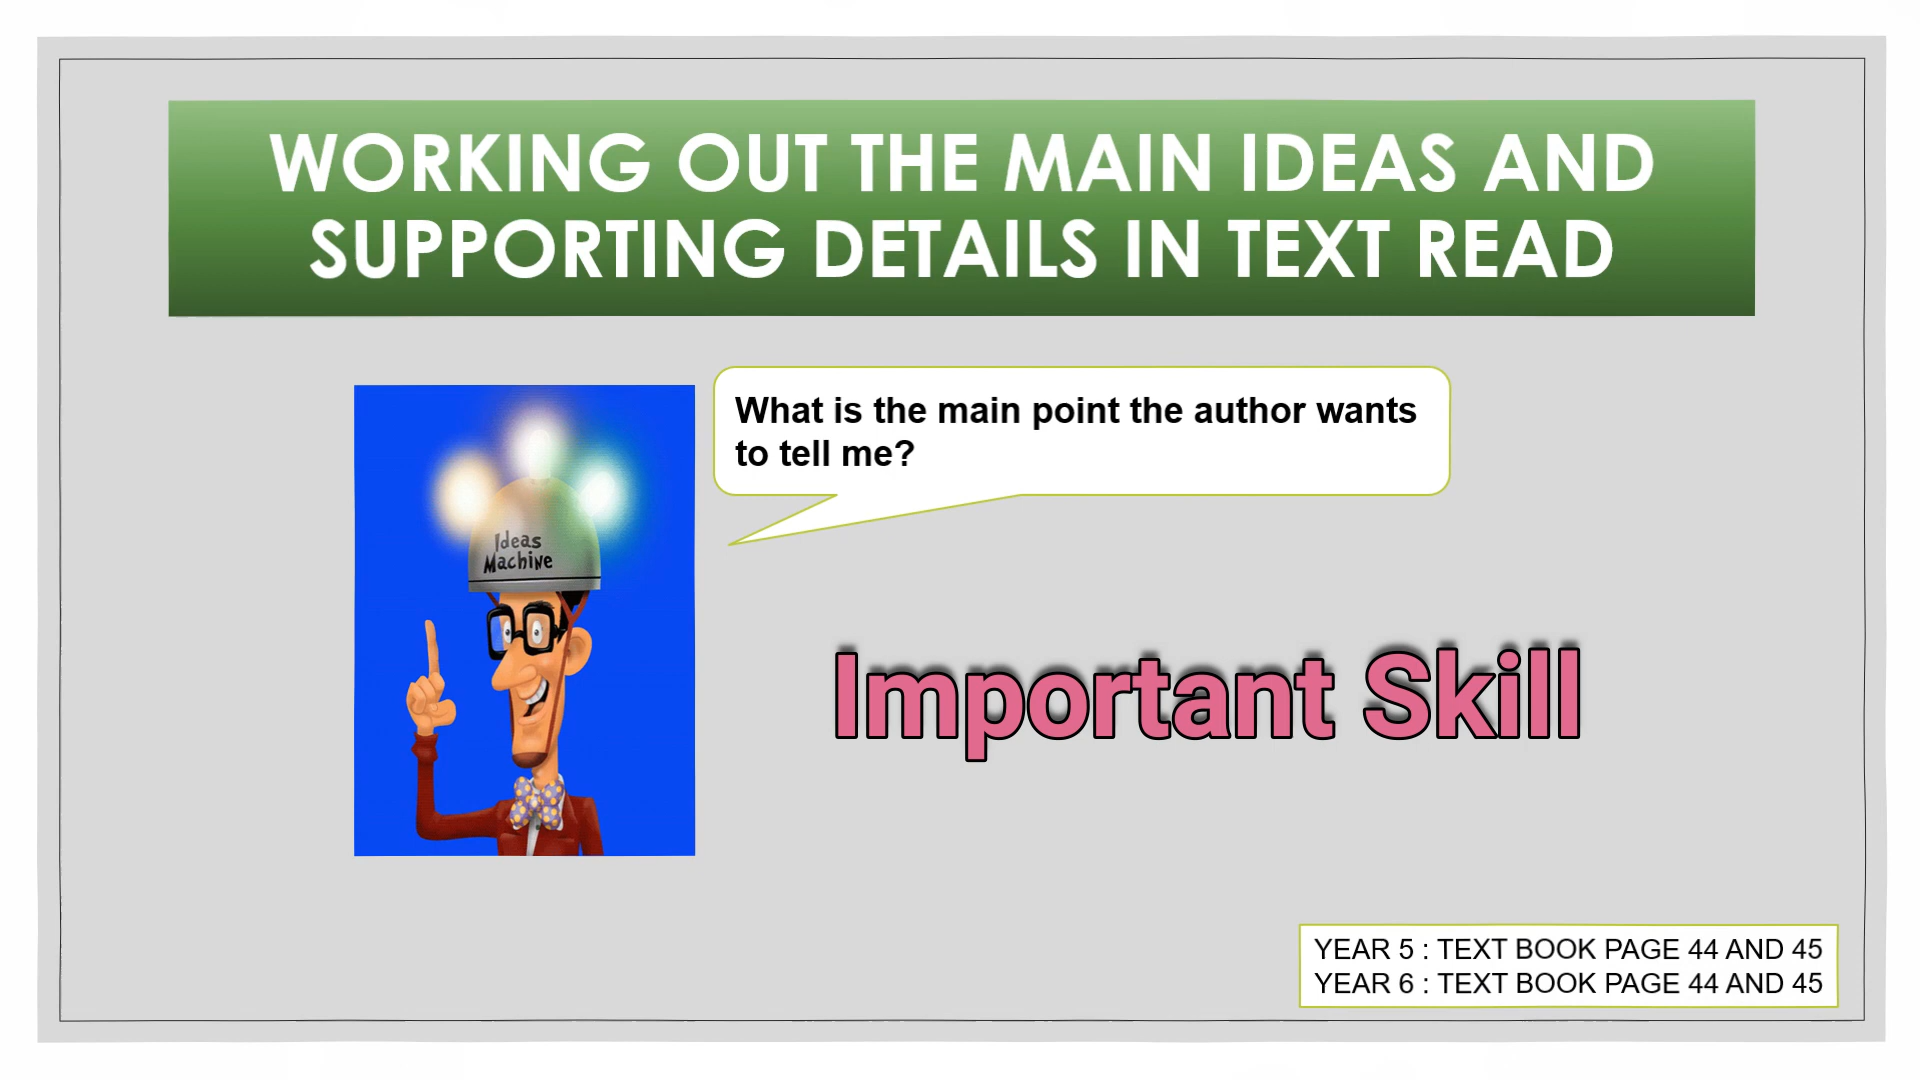 WORKING OUT THE MAIN IDEAS AND
SUPPORTING DETAILS IN TEXT READ
What is the main point the author wants
to tell me?
Ideas
Machine
Important Skill
YEAR 5 : TEXT BOOK PAGE 44 AND 45
YEAR 6 : TEXT BOOK PAGE 44 AND 45